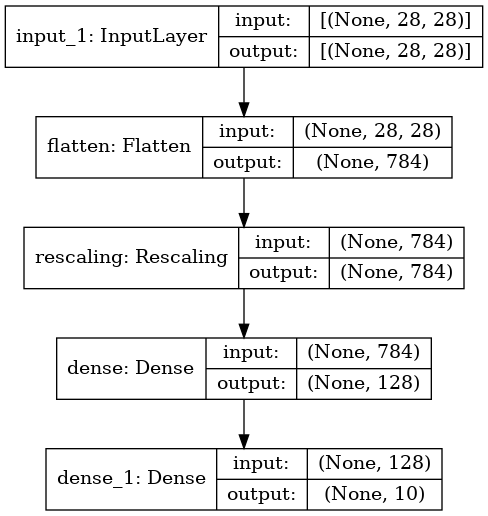 input_1: InputLayer
input: [(None, 28, 28)]
output: [(None, 28, 28)]
flatten: Flatten
input: (None, 28, 28)
output: (None, 784)
rescaling: Rescaling
input: (None, 784)
output: (None, 784)
dense: Dense
input: (None, 784)
output: (None, 128)
dense_1: Dense
input: (None, 128)
output: (None, 10)